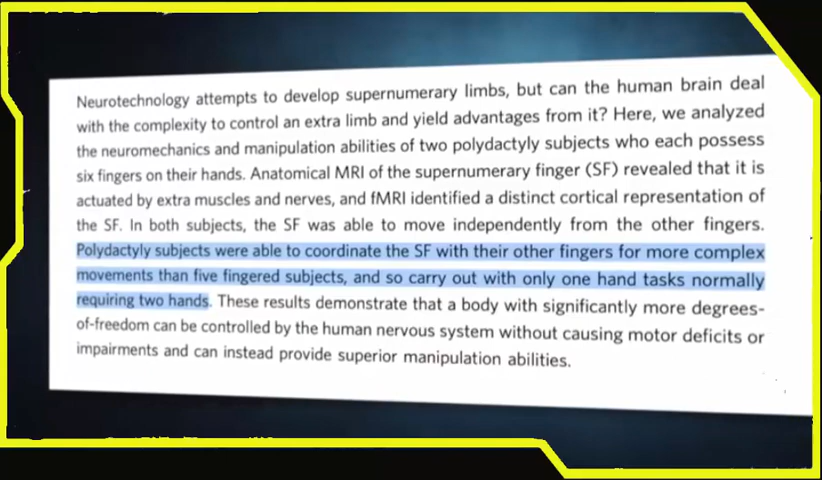 Neurotechnology attempts to develop supernumerary limbs, but can the human brain deal
with the complexity to control an extra limb and yield advantages from it? Here, we analyzed
the neuromechanics and manipulation abilities of two polydactyly subjects who each possess
six fingers on their hands. Anatomical MRI of the supernumerary finger (SF) revealed that it is
actuated by extra muscles and nerves, and fMRI identified a distinct cortical representation of
the SF. In both subjects, the SF was able to move independently from the other fingers.
Polydactyly subjects were able to coordinate the SF with their other fingers for more complex
movements than five fingered subjects, and so carry out with only one hand tasks normally
requiring two hands. These results demonstrate that a body with significantly more degrees-
of-freedom can be controlled by the human nervous system without causing motor deficits or
impairments and can instead provide superior manipulation abilities.